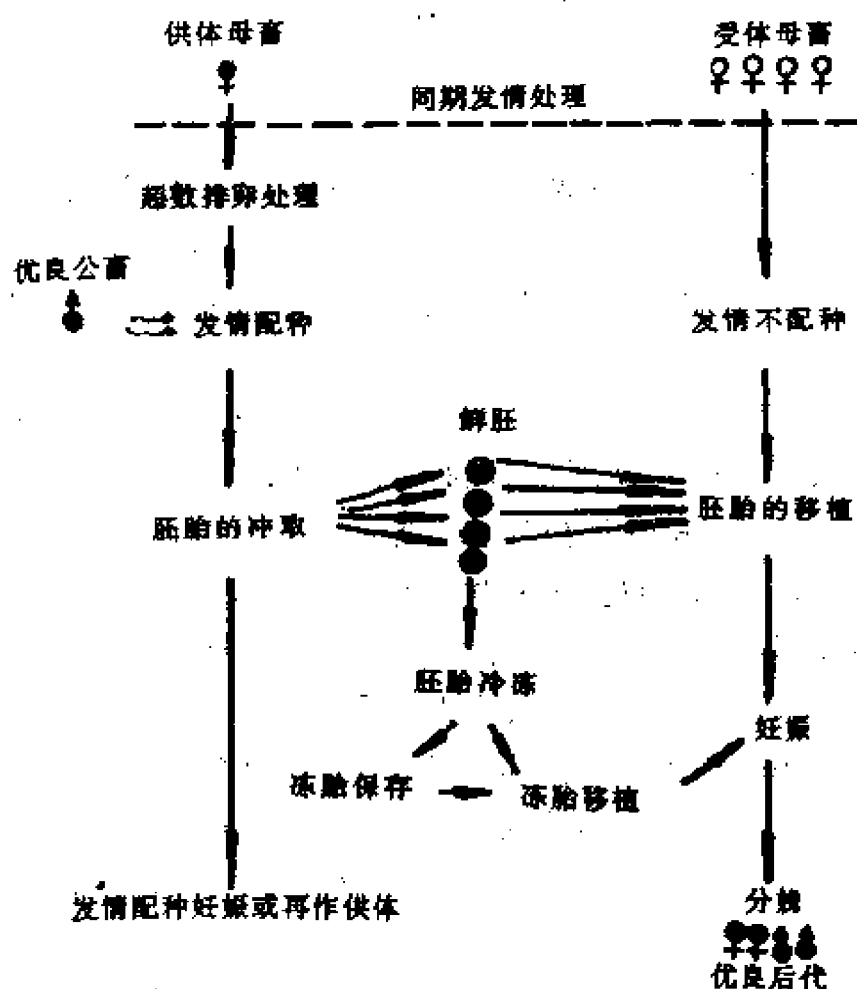 供体母畜
受体母畜
同期发情处理
超数排卵处理
优良公畜
发情配种
发情不配种
鲜胚
胚胎的冲取
胚胎的移植
胚胎冷冻
妊娠
冻胎保存
冻胎移植
发情配种妊娠或再作供体
分娩
优良后代